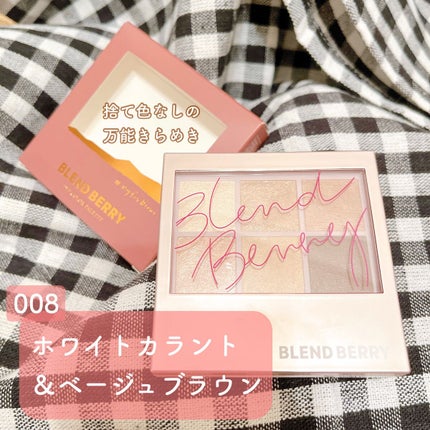 捨て色なしの
万能きらめき
BLEND BERRY
Blend
Berry
BLEND BERRY
008
ホワイトカラント
＆ベージュブラウン